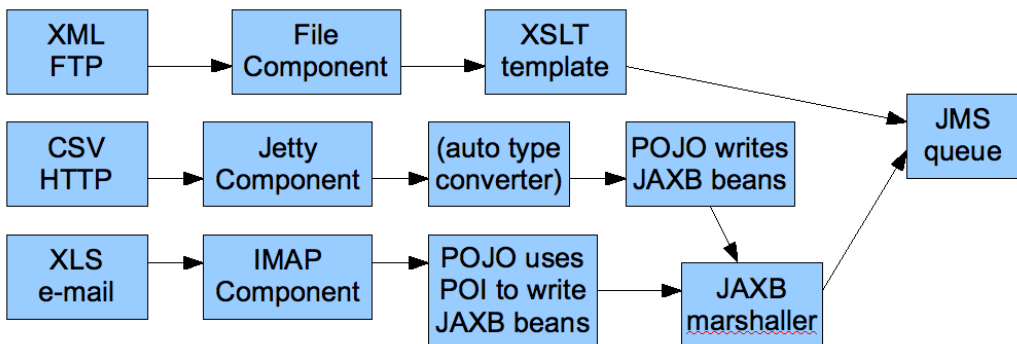 XML
FTP
File
Component
XSLT
template
JMS
queue
CSV
HTTP
Jetty
Component
(auto type
converter)
POJO writes
JAXB beans
XLS
e-mail
IMAP
Component
POJO uses
POI to write
JAXB beans
JAXB
marshaller